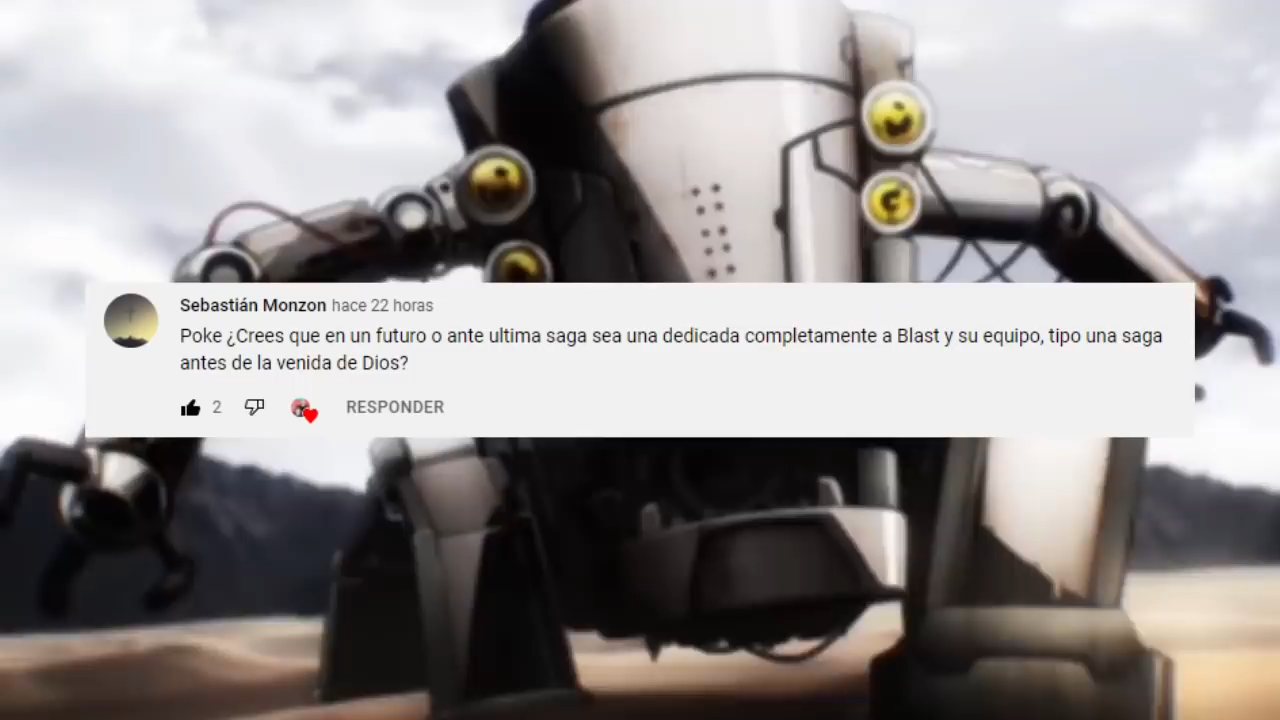 Sebastián Monzon hace 22 horas
Poke ¿Crees que en un futuro o ante ultima saga sea una dedicada completamente a Blast y su equipo, tipo una saga
antes de la venida de Dios?
2 RESPONDER